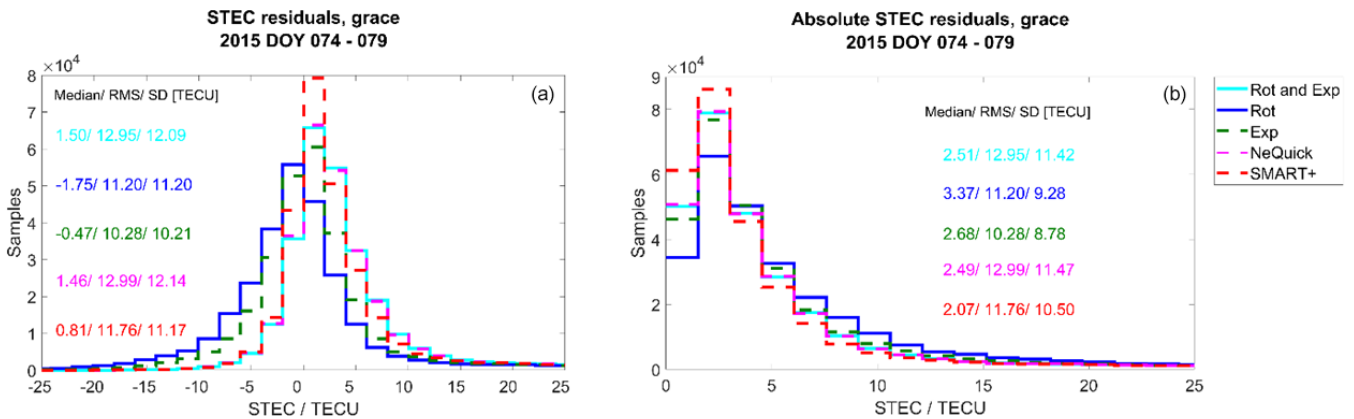 STEC residuals, grace
2015 DOY 074 - 079
×10⁴
8
7
6
5
4
3
2
1
0
Samples
Median/ RMS/ SD [TECU]
(a)
1.50/ 12.95/ 12.09
-1.75/ 11.20/ 11.20
-0.47/ 10.28/ 10.21
1.46/ 12.99/ 12.14
0.81/ 11.76/ 11.17
-25 -20 -15 -10 -5 0 5 10 15 20 25
STEC / TECU
Absolute STEC residuals, grace
2015 DOY 074 - 079
×10⁴
9
8
6
4
2
0
Samples
(b)
Median/ RMS/ SD [TECU]
2.51/ 12.95/ 11.42
3.37/ 11.20/ 9.28
2.68/ 10.28/ 8.78
2.49/ 12.99/ 11.47
2.07/ 11.76/ 10.50
0 5 10 15 20 25
STEC / TECU
Rot and Exp
Rot
Exp
NeQuick
SMART+